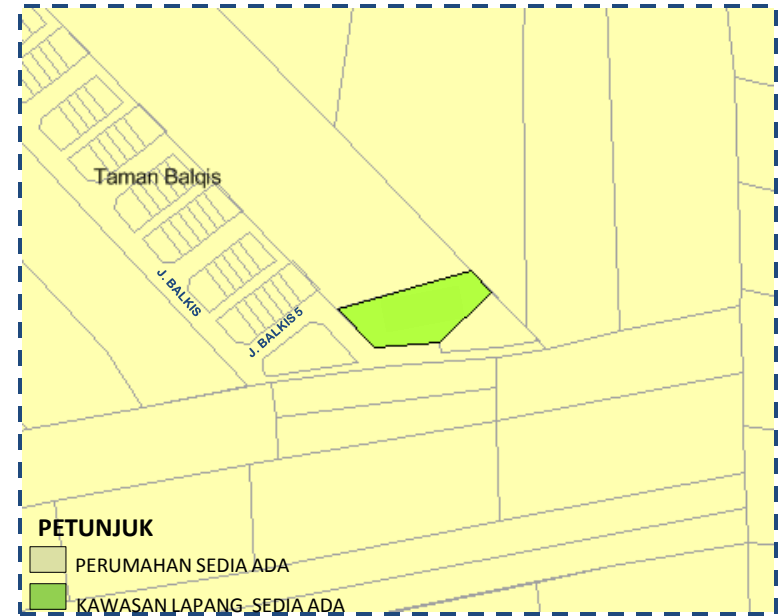 Taman Balqis
J. BALKIS
J. BALKIS 5
PETUNJUK
PERUMAHAN SEDIA ADA
KAWASAN LAPANG SEDIA ADA